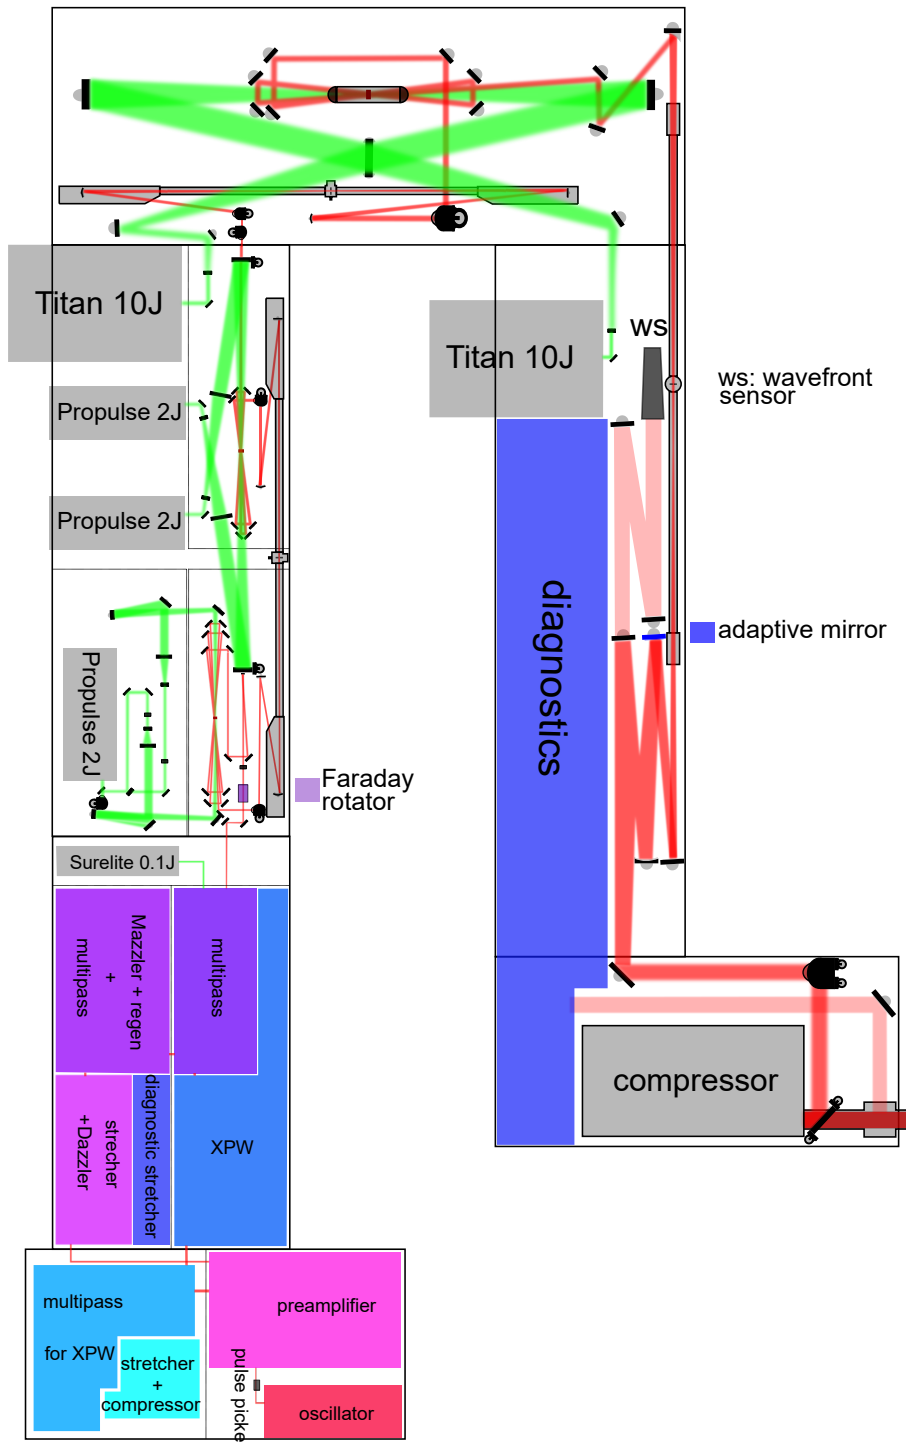 Titan 10J
ws
Titan 10J
ws: wavefront
sensor
Propulse 2J
Propulse 2J
diagnostics
adaptive mirror
Propulse 2J
Faraday
rotator
Surelite 0.1J
Mazzler + regen
+
multipass
multipass
compressor
strecher
+Dazzler
diagnostic stretcher
XPW
multipass
for XPW
preamplifier
stretcher
+
compressor
pulse picke
oscillator